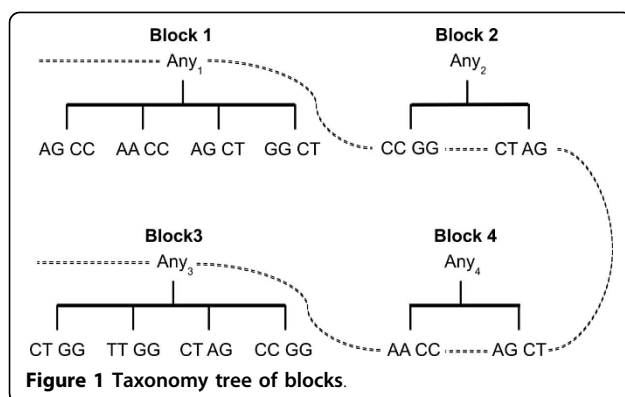 Block 1 Block 2
Any1 Any2
AG CC AA CC AG CT GG CT CC GG CT AG
Block3 Block 4
Any3 Any4
CT GG TT GG CT AG CC GG AA CC AG CT
Figure 1 Taxonomy tree of blocks.